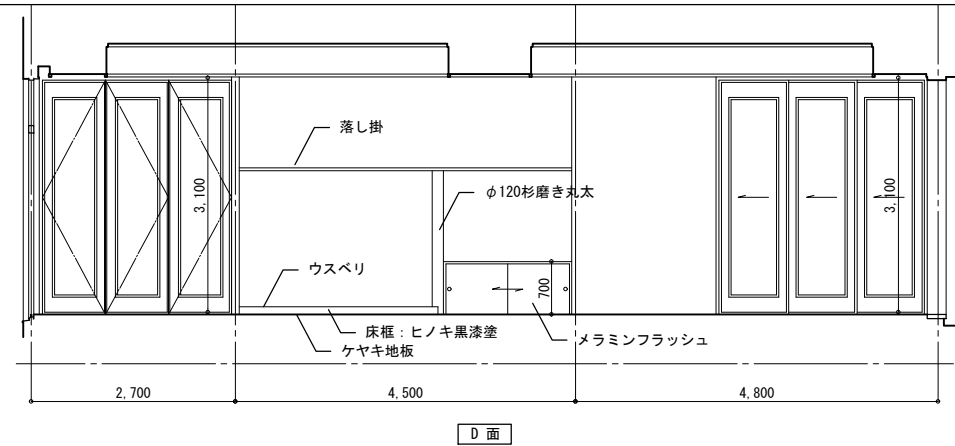 落し掛
φ120杉磨き丸太
3,100
3,100
ウスベリ
700
床框：ヒノキ黒漆塗
メラミンフラッシュ
ケヤキ地板
2,700
4,500
4,800
D 面